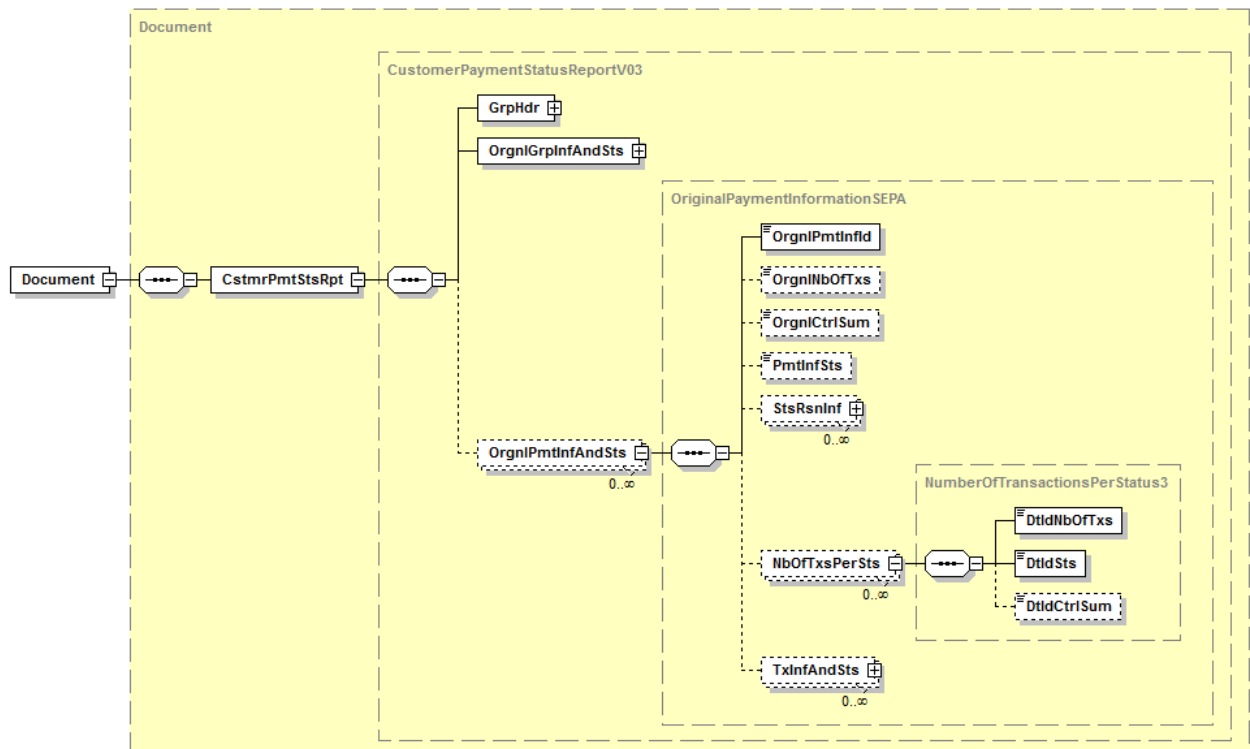 Document
CustomerPaymentStatusReportV03
GrpHdr
OrgnlGrpInfAndSts
OriginalPaymentInformationSEPA
OrgnlPmtInfId
Document
CstmrPmtStsRpt
OrgnlNbOfTxs
OrgnlCtrlSum
PmtInfSts
StsRsnInf
0..∞
OrgnlPmtInfAndSts
0..∞
NumberOfTransactionsPerStatus3
DtldNbOfTxs
NbOfTxsPerSts
0..∞
DtldSts
DtldCtrlSum
TxInfAndSts
0..∞